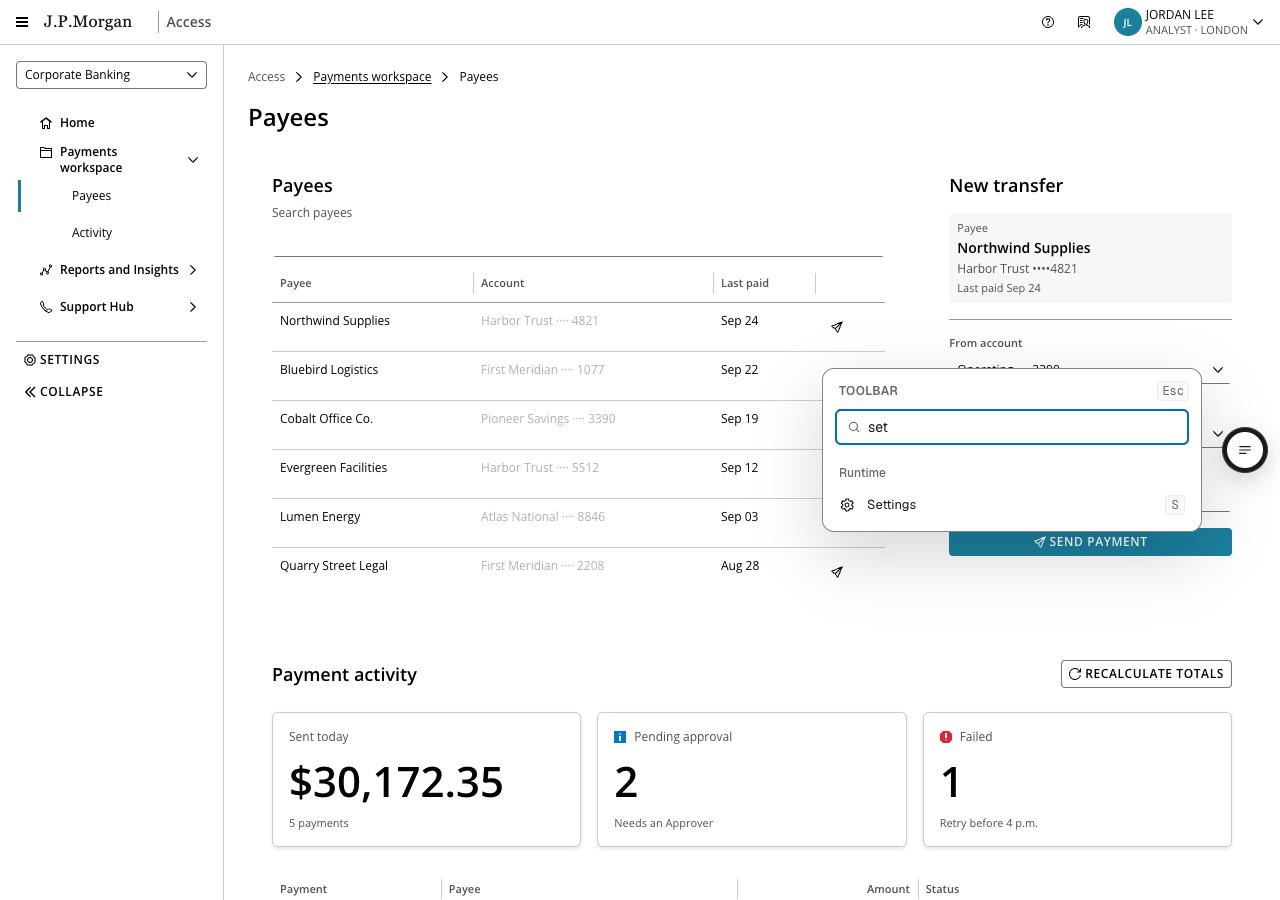 J.P.Morgan
Access
JL
JORDAN LEE
ANALYST · LONDON
Corporate Banking
Home
Payments workspace
Payees
Activity
Reports and Insights
Support Hub
SETTINGS
COLLAPSE
Access
Payments workspace
Payees
Payees
Payees
Search payees
Payee Account Last paid
Northwind Supplies Harbor Trust ···· 4821 Sep 24
Bluebird Logistics First Meridian ···· 1077 Sep 22
Cobalt Office Co. Pioneer Savings ···· 3390 Sep 19
Evergreen Facilities Harbor Trust ···· 5512 Sep 12
Lumen Energy Atlas National ···· 8846 Sep 03
Quarry Street Legal First Meridian ···· 2208 Aug 28
New transfer
Payee
Northwind Supplies
Harbor Trust ••••4821
Last paid Sep 24
From account
TOOLBAR
Esc
set
Runtime
Settings
S
SEND PAYMENT
Payment activity
RECALCULATE TOTALS
Sent today
$30,172.35
5 payments
Pending approval
2
Needs an Approver
Failed
1
Retry before 4 p.m.
Payment Payee Amount Status